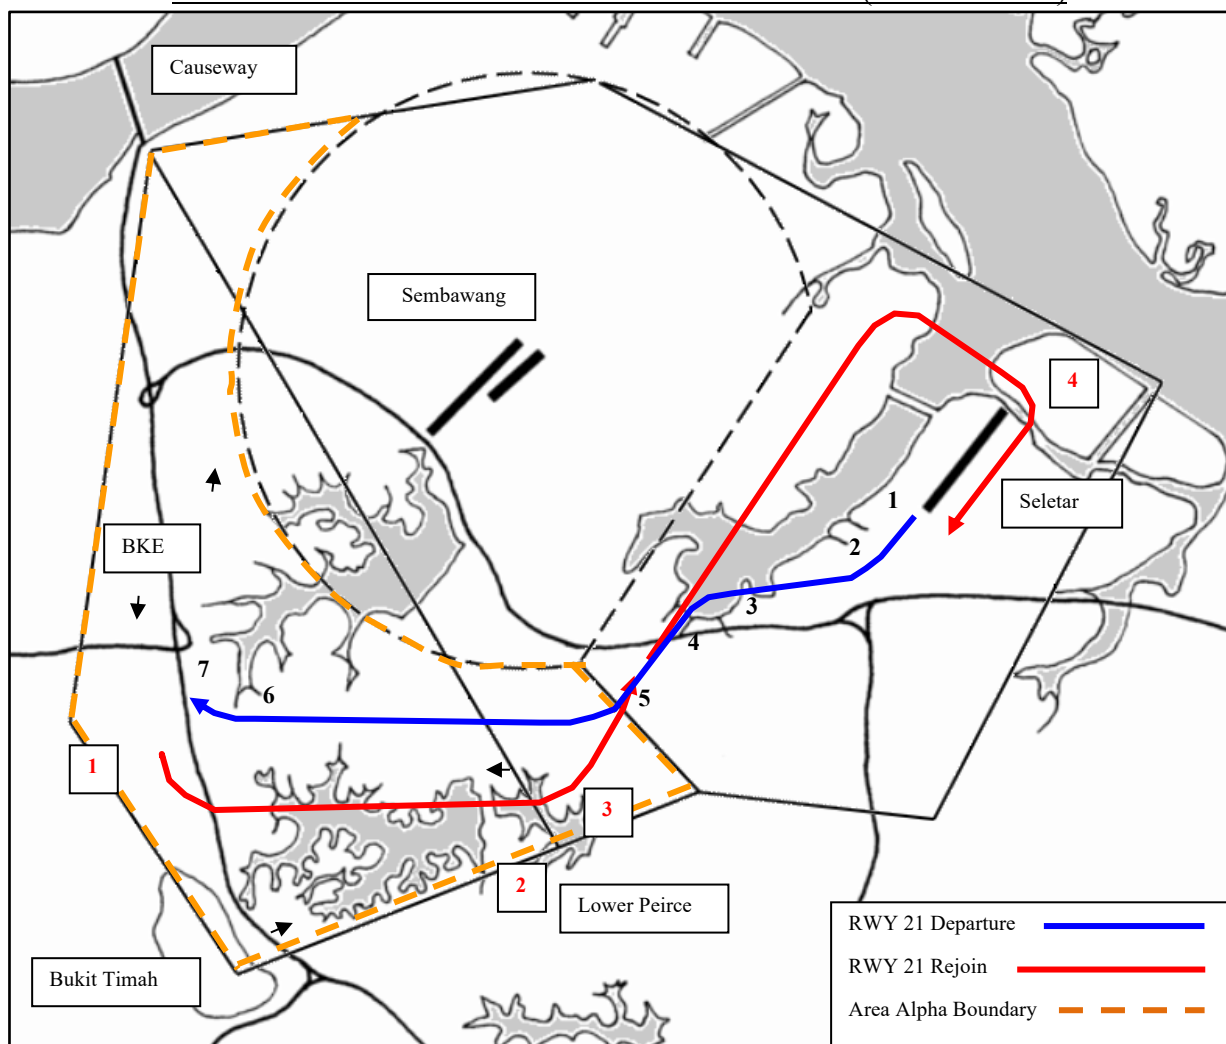 Causeway
Sembawang
4
Seletar
1
2
BKE
3
4
7
6
5
1
3
2
Lower Peirce
Bukit Timah
RWY 21 Departure
RWY 21 Rejoin
Area Alpha Boundary